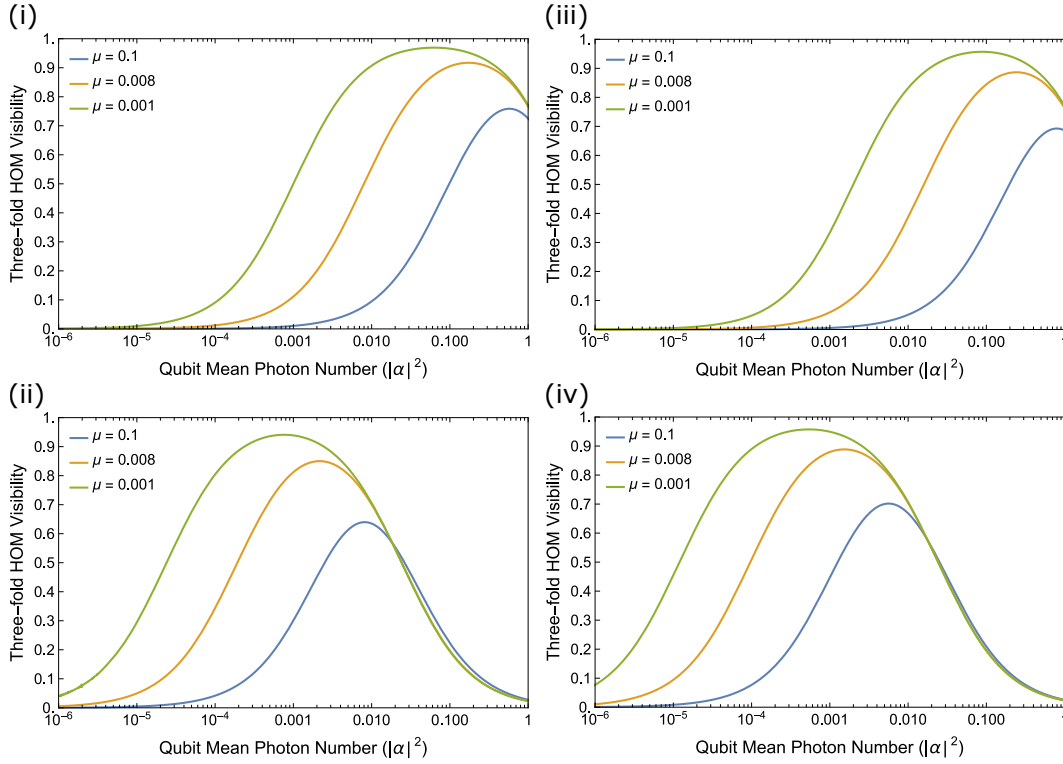 (i)
1.
0.9
0.8
0.7
0.6
0.5
0.4
0.3
0.2
0.1
0.
Three-fold HOM Visibility
μ = 0.1
μ = 0.008
μ = 0.001
10⁻⁶ 10⁻⁵ 10⁻⁴ 0.001 0.010 0.100 1
Qubit Mean Photon Number (|α|²)
(iii)
1.
0.9
0.8
0.7
0.6
0.5
0.4
0.3
0.2
0.1
0.
Three-fold HOM Visibility
μ = 0.1
μ = 0.008
μ = 0.001
10⁻⁶ 10⁻⁵ 10⁻⁴ 0.001 0.010 0.100 1
Qubit Mean Photon Number (|α|²)
(ii)
1.
0.9
0.8
0.7
0.6
0.5
0.4
0.3
0.2
0.1
0.
Three-fold HOM Visibility
μ = 0.1
μ = 0.008
μ = 0.001
10⁻⁶ 10⁻⁵ 10⁻⁴ 0.001 0.010 0.100 1
Qubit Mean Photon Number (|α|²)
(iv)
1.
0.9
0.8
0.7
0.6
0.5
0.4
0.3
0.2
0.1
0.
Three-fold HOM Visibility
μ = 0.1
μ = 0.008
μ = 0.001
10⁻⁶ 10⁻⁵ 10⁻⁴ 0.001 0.010 0.100 1
Qubit Mean Photon Number (|α|²)